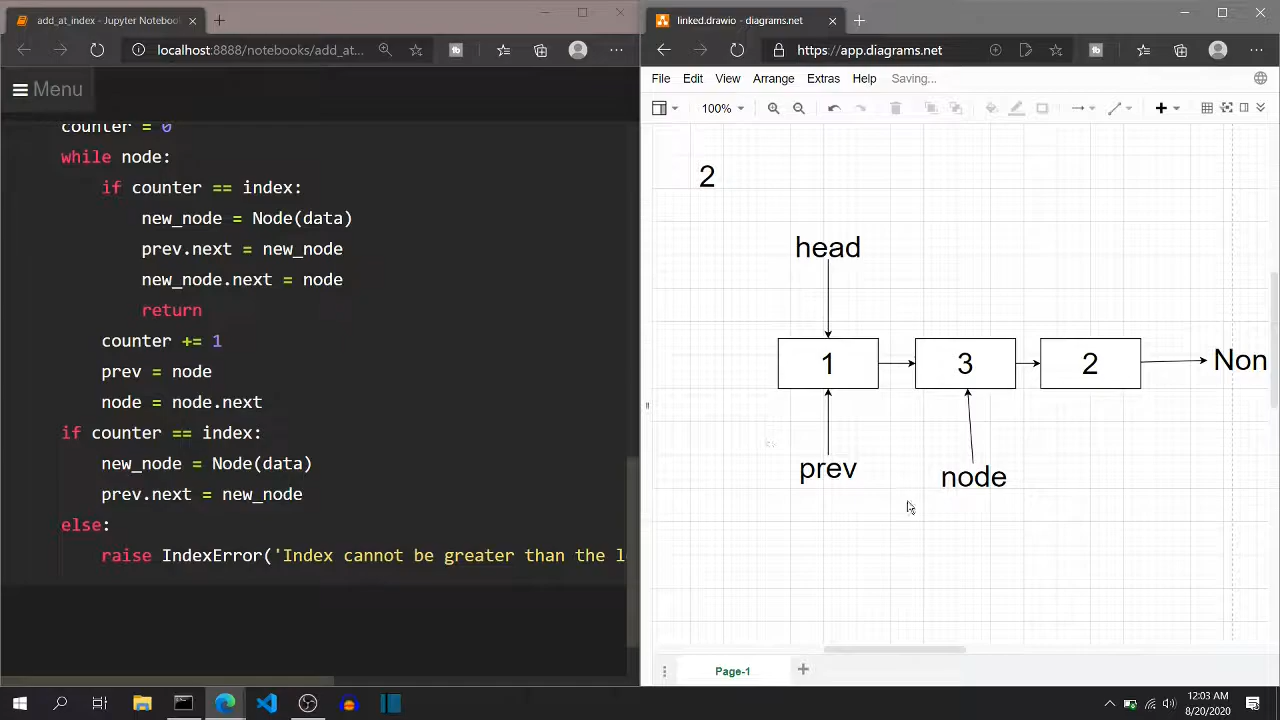 add_at_index - Jupyter Notebook
linked.drawio - diagrams.net
localhost:8888/notebooks/add_at...
https://app.diagrams.net
Menu
File Edit View Arrange Extras Help Saving...
100%
counter = 0
while node:
if counter == index:
new_node = Node(data)
prev.next = new_node
new_node.next = node
return
counter += 1
prev = node
node = node.next
if counter == index:
new_node = Node(data)
prev.next = new_node
else:
raise IndexError('Index cannot be greater than the l
2
head
1 3 2 Non
prev node
Page-1
12:03 AM
8/20/2020